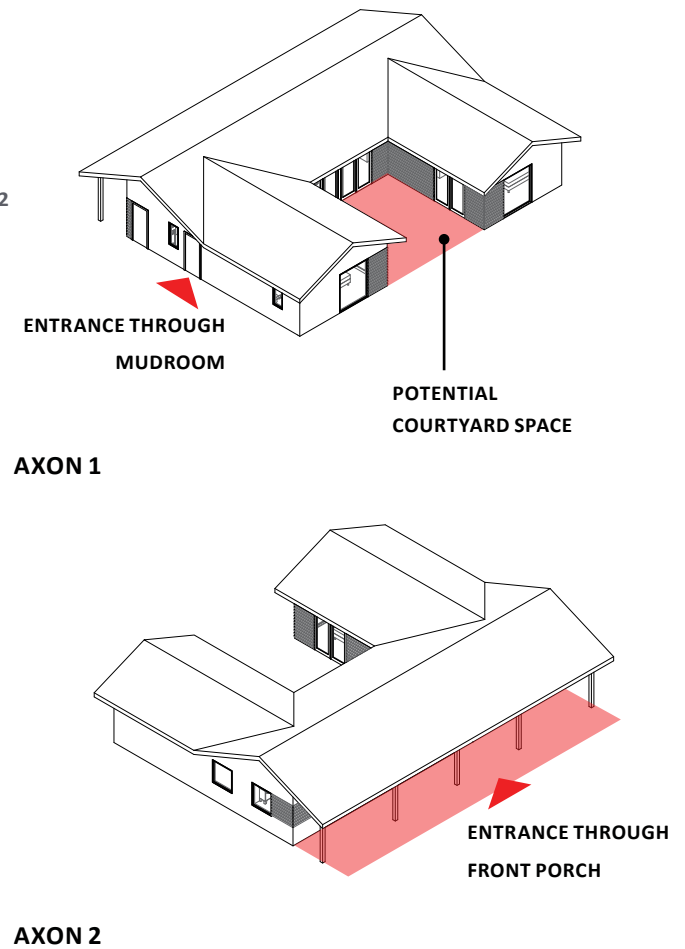 2
ENTRANCE THROUGH
MUDROOM
POTENTIAL
COURTYARD SPACE
AXON 1
ENTRANCE THROUGH
FRONT PORCH
AXON 2